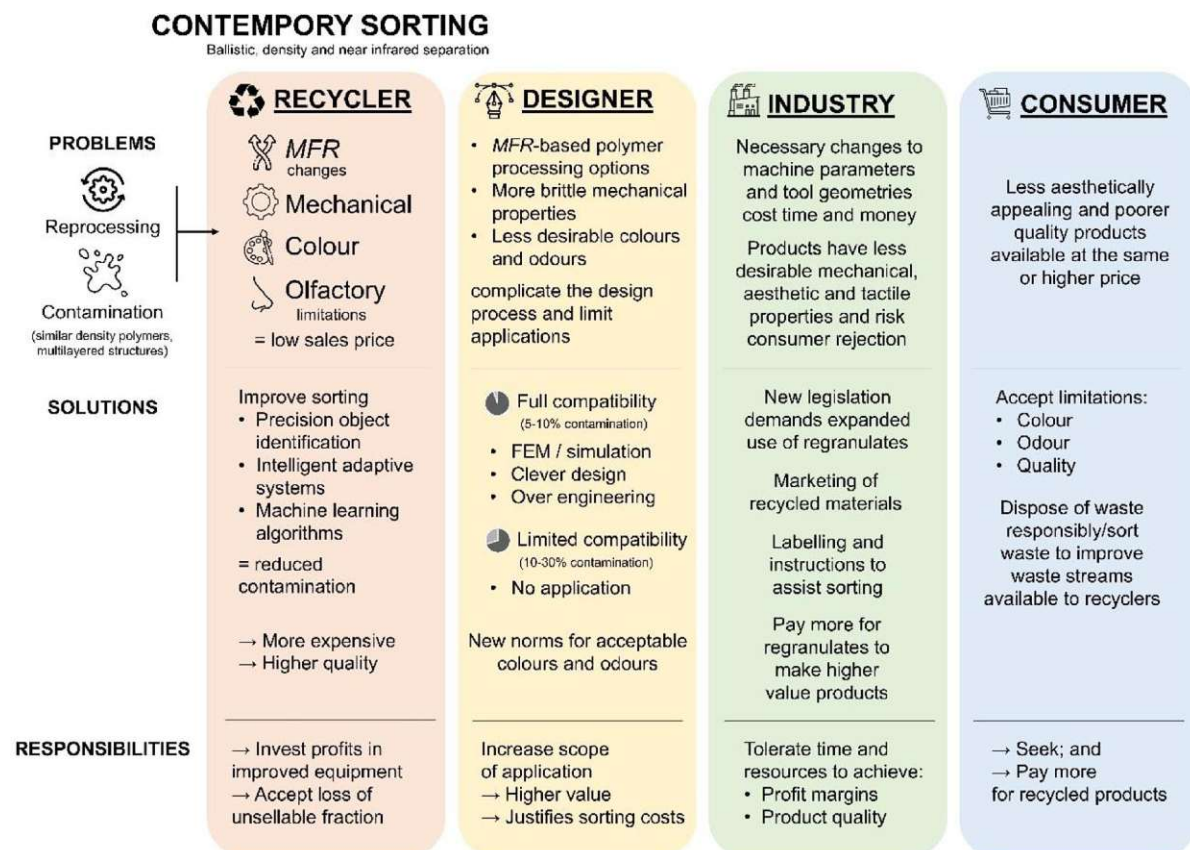 CONTEMPORY SORTING
Ballistic, density and near infrared separation
PROBLEMS
Reprocessing
Contamination
(similar density polymers,
multilayered structures)
SOLUTIONS
RESPONSIBILITIES
RECYCLER
MFR
changes
Mechanical
Colour
Olfactory
limitations
= low sales price
Improve sorting
• Precision object
identification
• Intelligent adaptive
systems
• Machine learning
algorithms
= reduced
contamination
→ More expensive
→ Higher quality
→ Invest profits in
improved equipment
→ Accept loss of
unsellable fraction
DESIGNER
• MFR-based polymer
processing options
• More brittle mechanical
properties
• Less desirable colours
and odours
complicate the design
process and limit
applications
Full compatibility
(5-10% contamination)
• FEM / simulation
• Clever design
• Over engineering
Limited compatibility
(10-30% contamination)
• No application
New norms for acceptable
colours and odours
Increase scope
of application
→ Higher value
→ Justifies sorting costs
INDUSTRY
Necessary changes to
machine parameters
and tool geometries
cost time and money
Products have less
desirable mechanical,
aesthetic and tactile
properties and risk
consumer rejection
New legislation
demands expanded
use of regranulates
Marketing of
recycled materials
Labelling and
instructions to
assist sorting
Pay more for
regranulates to
make higher
value products
Tolerate time and
resources to achieve:
• Profit margins
• Product quality
CONSUMER
Less aesthetically
appealing and poorer
quality products
available at the same
or higher price
Accept limitations:
• Colour
• Odour
• Quality
Dispose of waste
responsibly/sort
waste to improve
waste streams
available to recyclers
→ Seek; and
→ Pay more
for recycled products